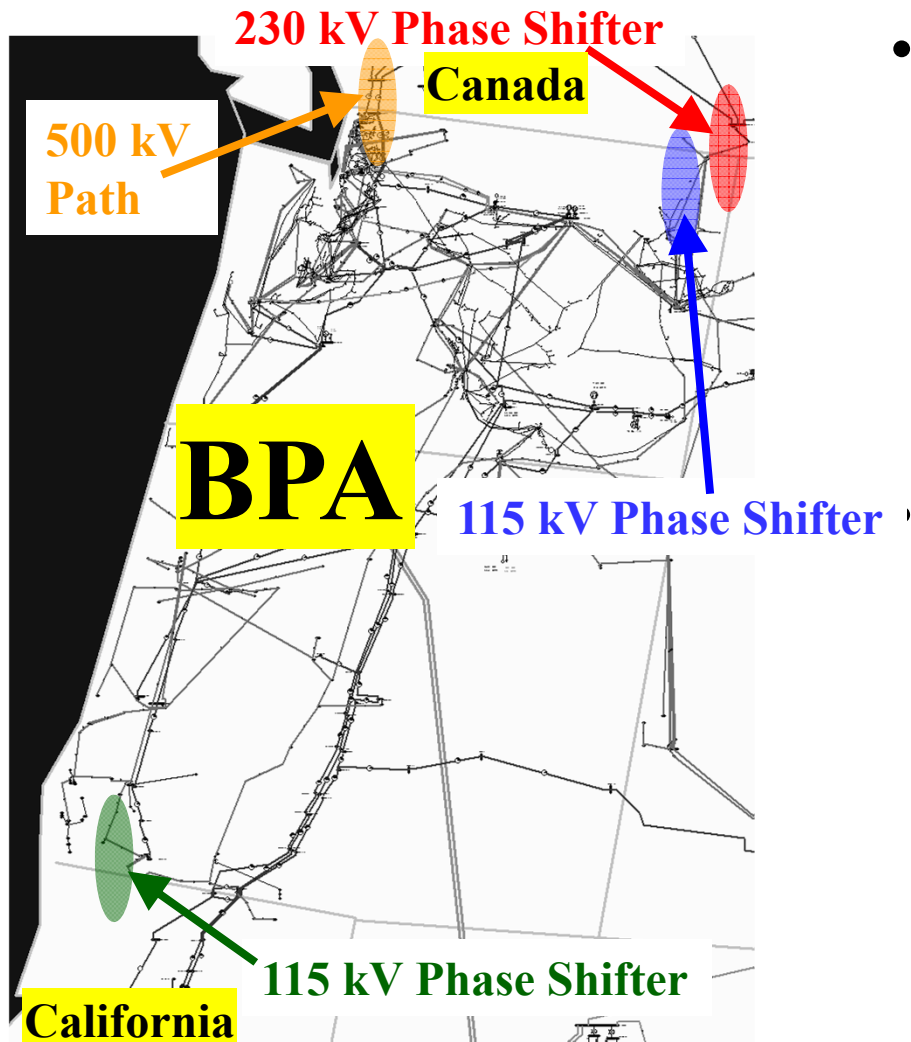 230 kV Phase Shifter
Canada
500 kV
Path
BPA
115 kV Phase Shifter
115 kV Phase Shifter
California